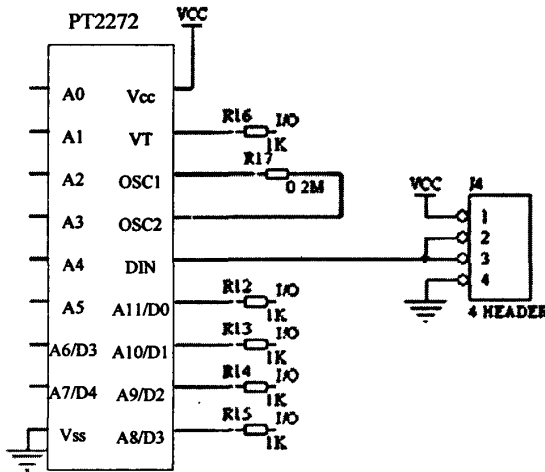 PT2272
VCC
A0 Vcc
A1 VT R16 I/O
1K
A2 OSC1 R17
0.2M
A3 OSC2
VCC J4
1
2
A4 DIN 3
4
4 HEADER
A5 A11/D0 R12 I/O
1K
A6/D3 A10/D1 R13 I/O
1K
A7/D4 A9/D2 R14 I/O
1K
Vss A8/D3 R15 I/O
1K